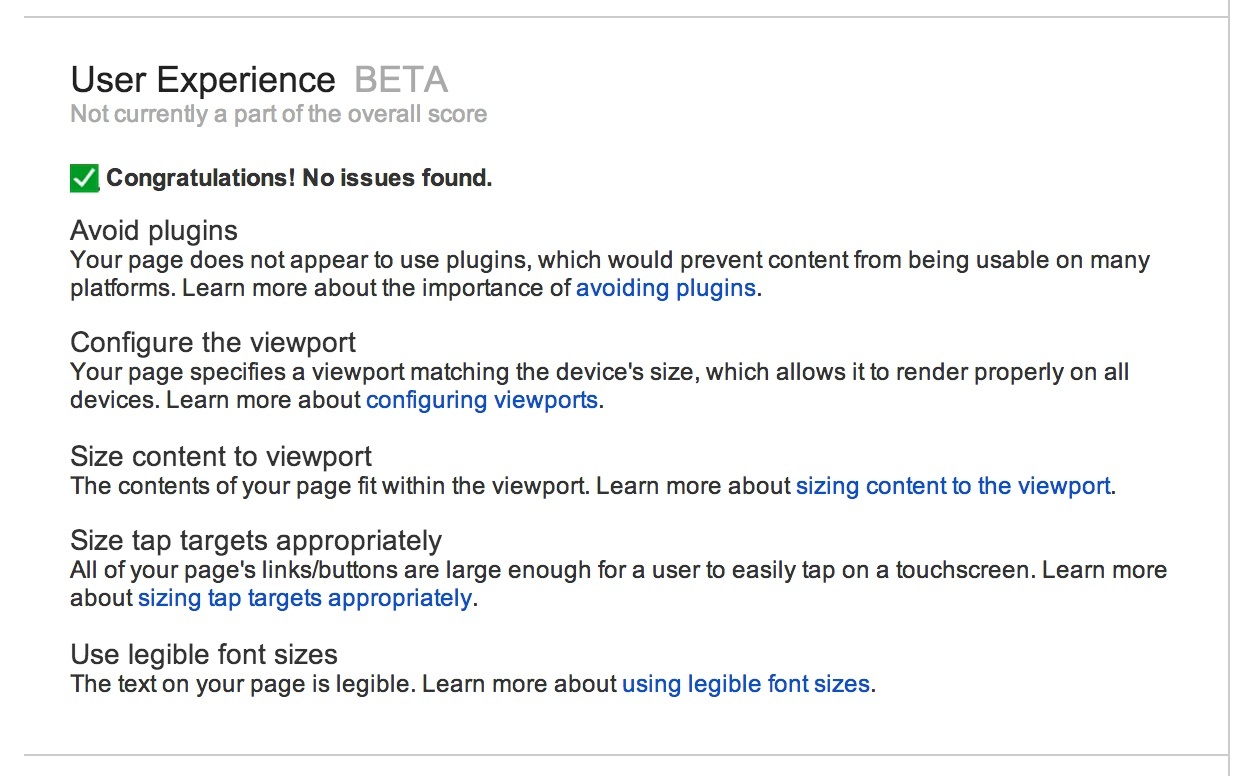 User Experience BETA
Not currently a part of the overall score
Congratulations! No issues found.
Avoid plugins
Your page does not appear to use plugins, which would prevent content from being usable on many
platforms. Learn more about the importance of avoiding plugins.
Configure the viewport
Your page specifies a viewport matching the device's size, which allows it to render properly on all
devices. Learn more about configuring viewports.
Size content to viewport
The contents of your page fit within the viewport. Learn more about sizing content to the viewport.
Size tap targets appropriately
All of your page's links/buttons are large enough for a user to easily tap on a touchscreen. Learn more
about sizing tap targets appropriately.
Use legible font sizes
The text on your page is legible. Learn more about using legible font sizes.